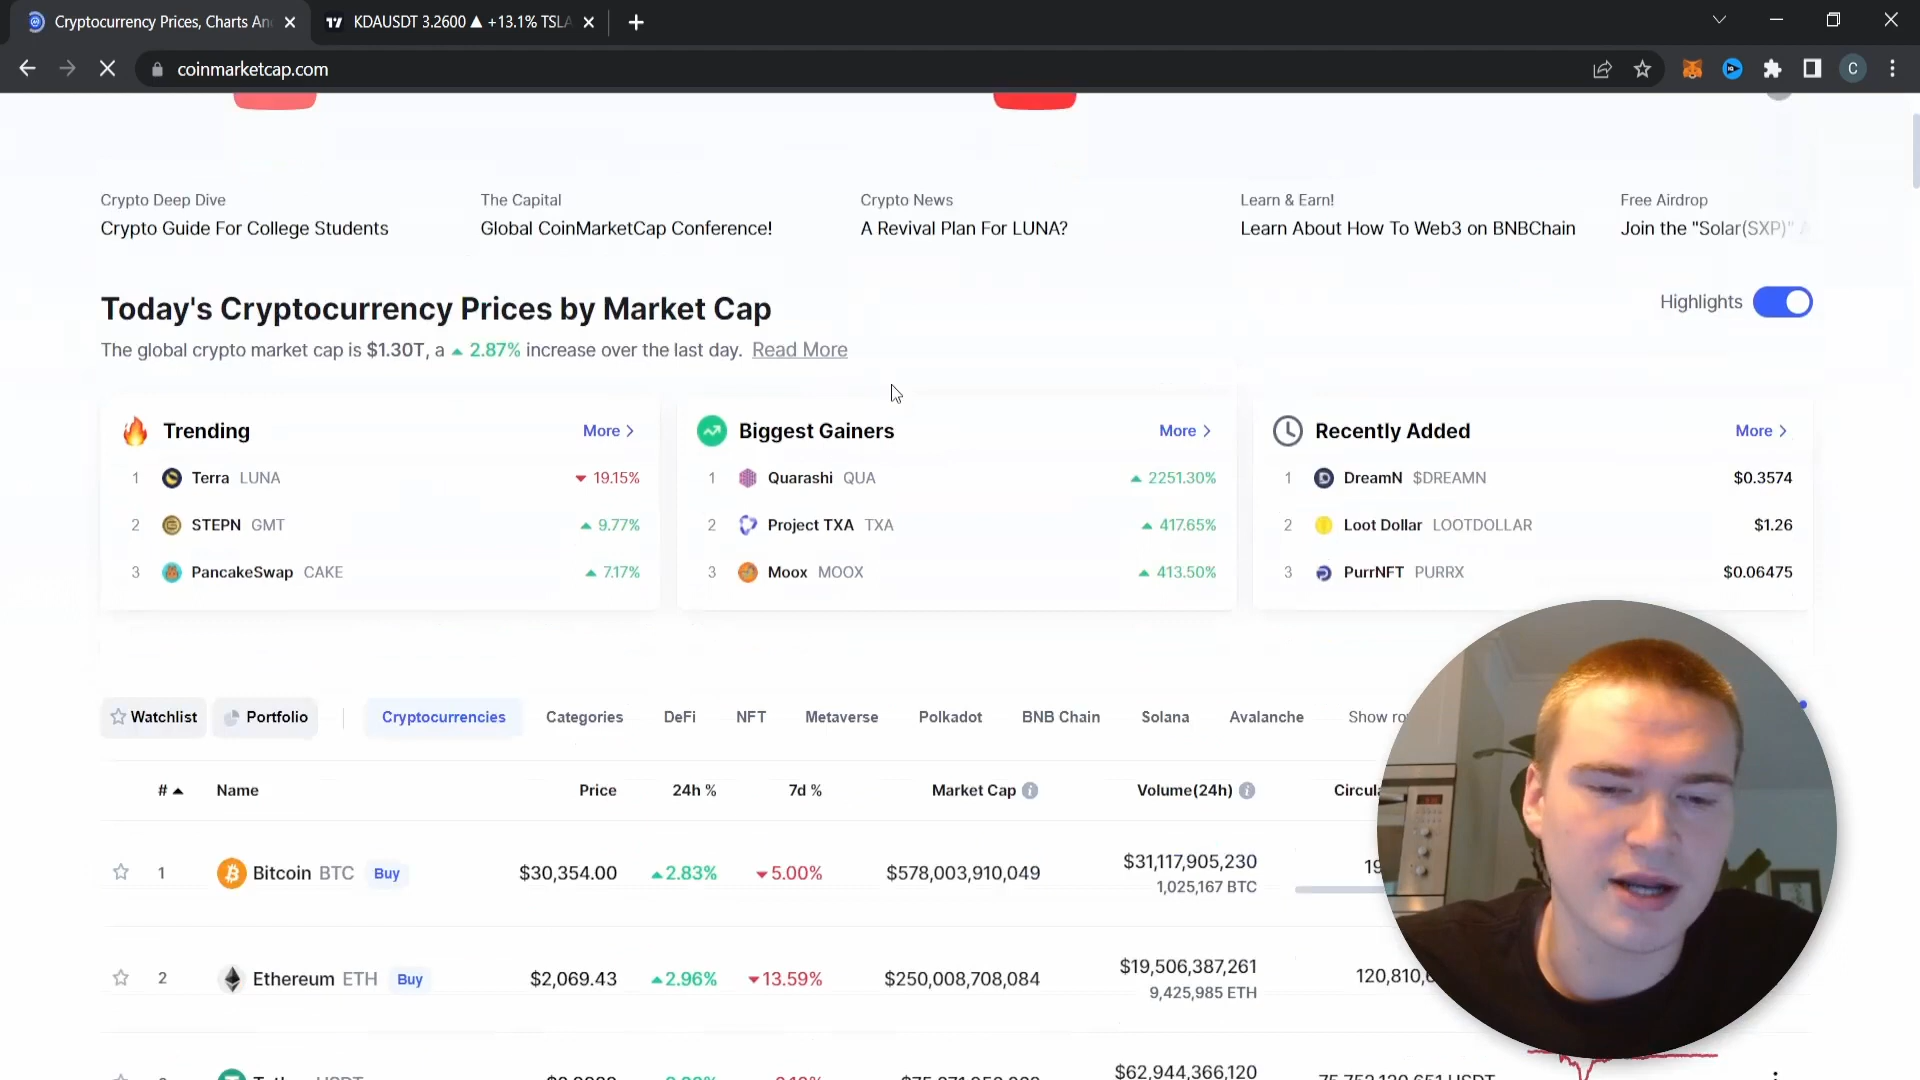 Cryptocurrency Prices, Charts An
KDAUSDT 3.2600 ▲ +13.1% TSLA
coinmarketcap.com
C
Crypto Deep Dive
Crypto Guide For College Students
The Capital
Global CoinMarketCap Conference!
Crypto News
A Revival Plan For LUNA?
Learn & Earn!
Learn About How To Web3 on BNBChain
Free Airdrop
Join the "Solar(SXP)" A
Today's Cryptocurrency Prices by Market Cap
Highlights
The global crypto market cap is $1.30T, a ▲ 2.87% increase over the last day. Read More
Trending More >
1 Terra LUNA ▼ 19.15%
2 STEPN GMT ▲ 9.77%
3 PancakeSwap CAKE ▲ 7.17%
Biggest Gainers More >
1 Quarashi QUA ▲ 2251.30%
2 Project TXA TXA ▲ 417.65%
3 Moox MOOX ▲ 413.50%
Recently Added More >
1 DreamN $DREAMN $0.3574
2 Loot Dollar LOOTDOLLAR $1.26
3 PurrNFT PURRX $0.06475
Watchlist Portfolio Cryptocurrencies Categories DeFi NFT Metaverse Polkadot BNB Chain Solana Avalanche Show ro
# ▲ Name Price 24h % 7d % Market Cap Volume(24h) Circula
1 Bitcoin BTC Buy $30,354.00 ▲2.83% ▼5.00% $578,003,910,049 $31,117,905,230 19
1,025,167 BTC
2 Ethereum ETH Buy $2,069.43 ▲2.96% ▼13.59% $250,008,708,084 $19,506,387,261 120,810,6
9,425,985 ETH
$62,944,366,120